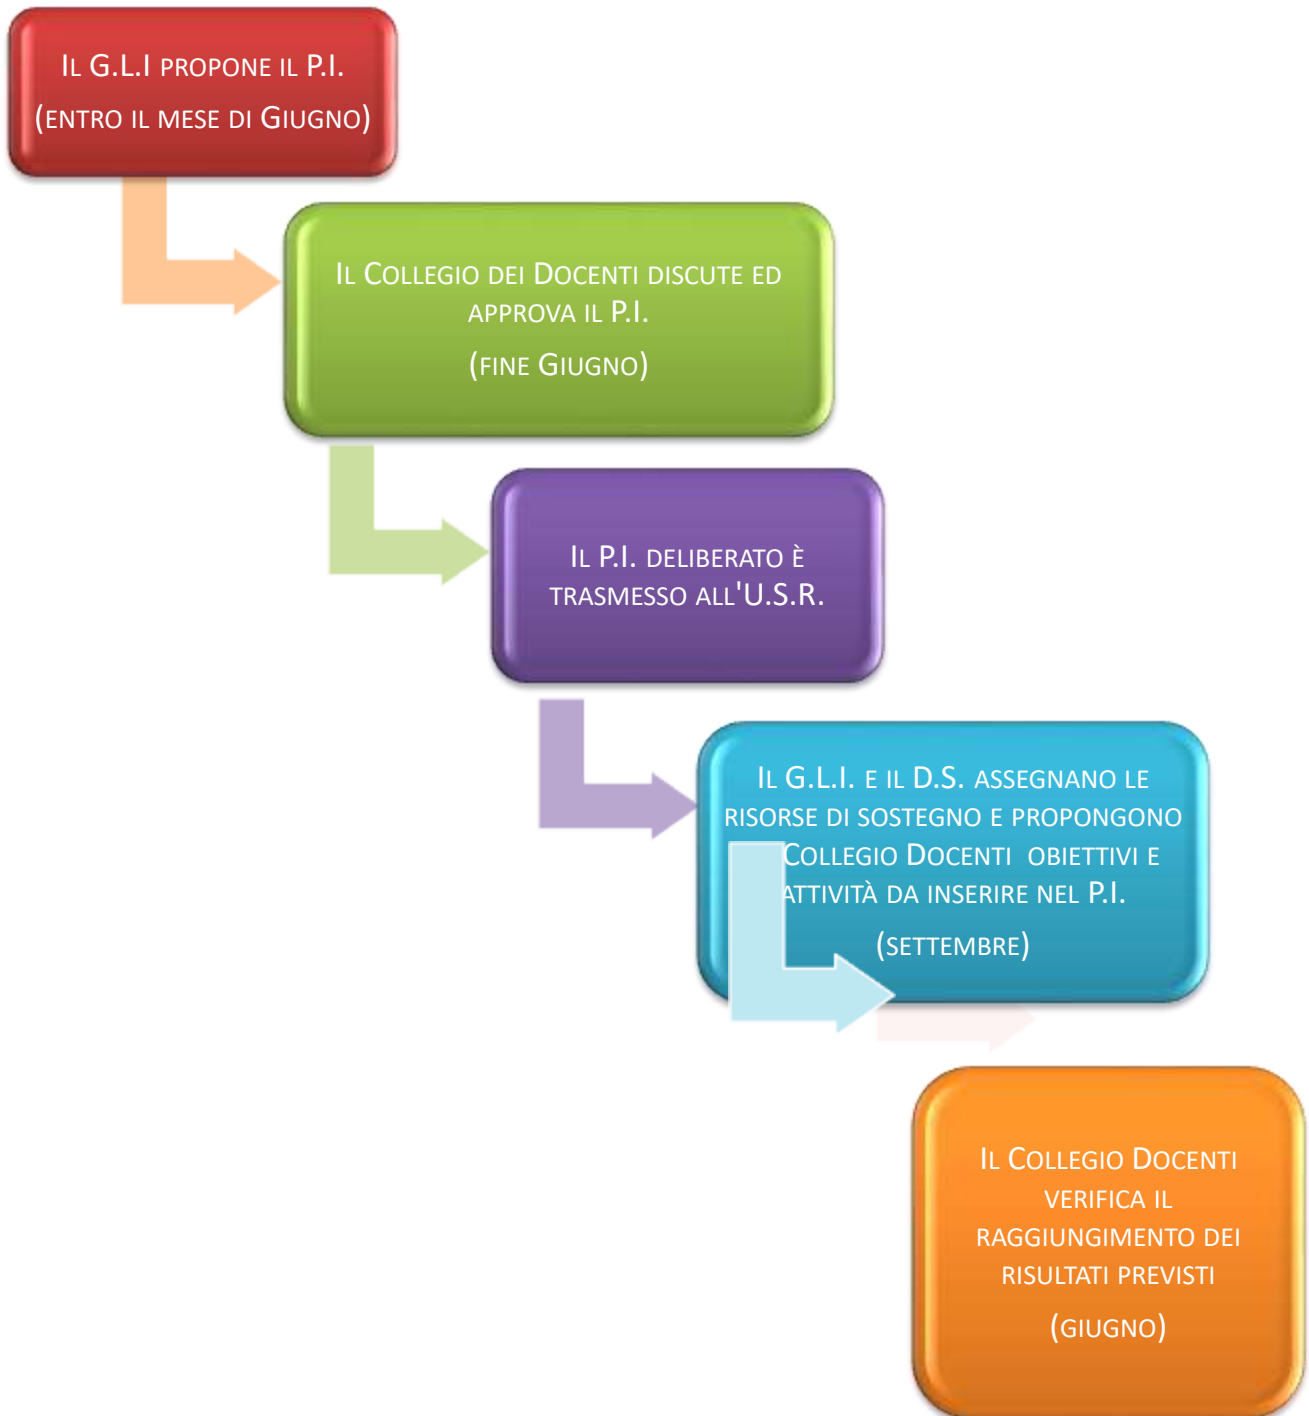 Il G.L.I propone il P.I.
(entro il mese di Giugno)
Il Collegio dei Docenti discute ed
approva il P.I.
(fine Giugno)
Il P.I. deliberato è
trasmesso all'U.S.R.
Il G.L.I. e il D.S. assegnano le
risorse di sostegno e propongono
Collegio Docenti obiettivi e
attività da inserire nel P.I.
(settembre)
Il Collegio Docenti
verifica il
raggiungimento dei
risultati previsti
(giugno)